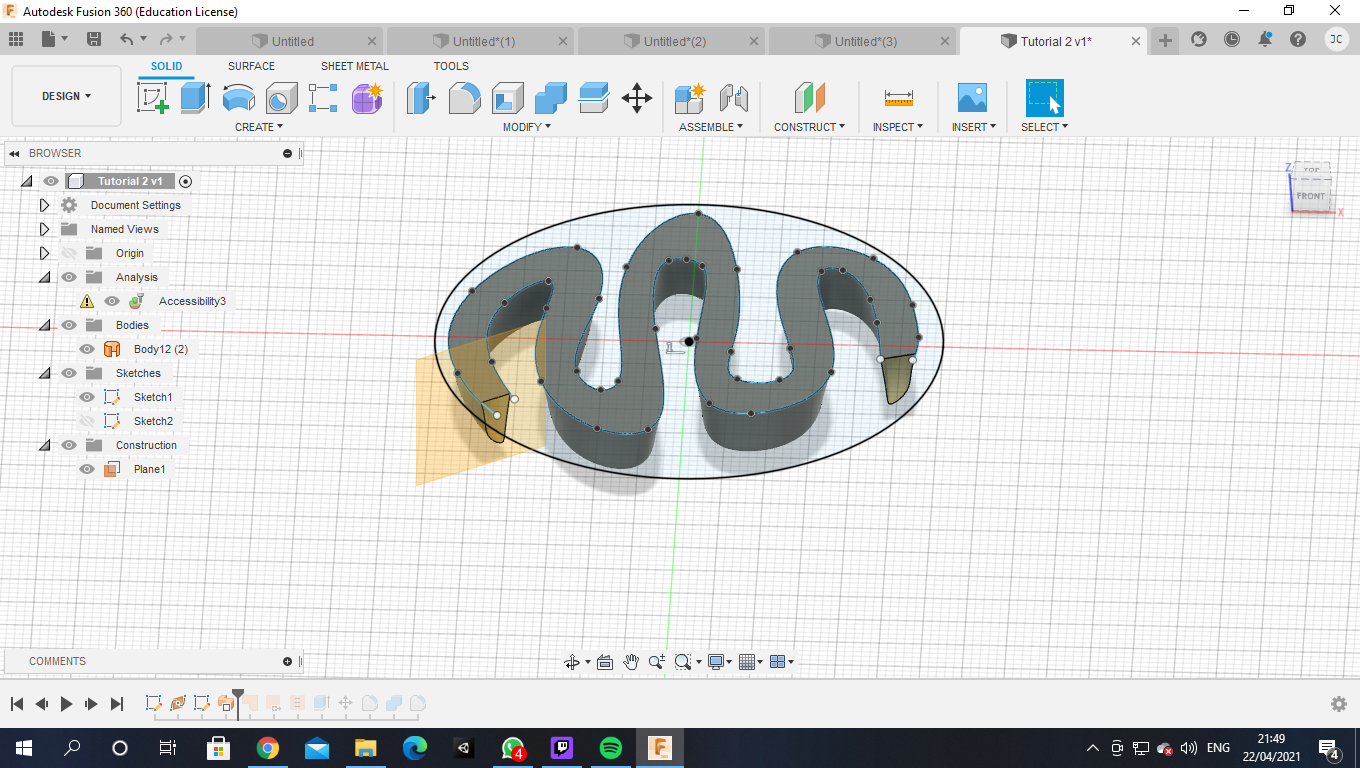 Autodesk Fusion 360 (Education License)
Untitled
Untitled*(1)
Untitled*(2)
Untitled*(3)
Tutorial 2 v1*
JC
DESIGN
SOLID
SURFACE
SHEET METAL
TOOLS
CREATE
MODIFY
ASSEMBLE
CONSTRUCT
INSPECT
INSERT
SELECT
BROWSER
Tutorial 2 v1
Document Settings
Named Views
Origin
Analysis
Accessibility3
Bodies
Body12 (2)
Sketches
Sketch1
Sketch2
Construction
Plane1
Z
TOP
FRONT
X
COMMENTS
4
ENG
21:49
22/04/2021
4